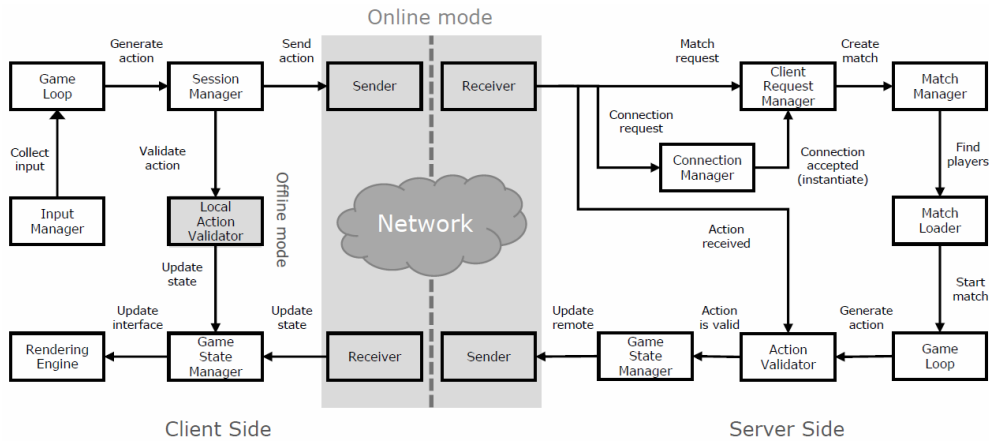 Online mode
Generate
action
Send
action
Match
request
Create
match
Game
Loop
Session
Manager
Sender
Receiver
Client
Request
Manager
Match
Manager
Collect
input
Validate
action
Connection
request
Connection
Manager
Connection
accepted
(instantiate)
Find
players
Input
Manager
Local
Action
Validator
Offline mode
Network
Action
received
Match
Loader
Update
state
Start
match
Update
interface
Update
state
Update
remote
Action
is valid
Generate
action
Rendering
Engine
Game
State
Manager
Receiver
Sender
Game
State Manager
Action
Validator
Game
Loop
Client Side
Server Side